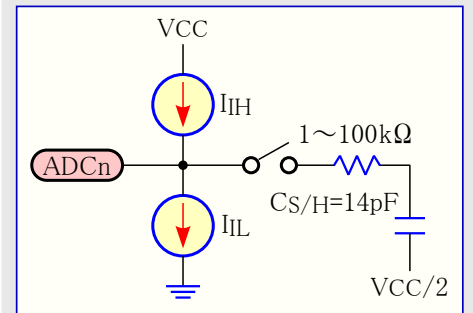 VCC
IIH
1～100kΩ
ADCn
CS/H=14pF
IIL
VCC/2